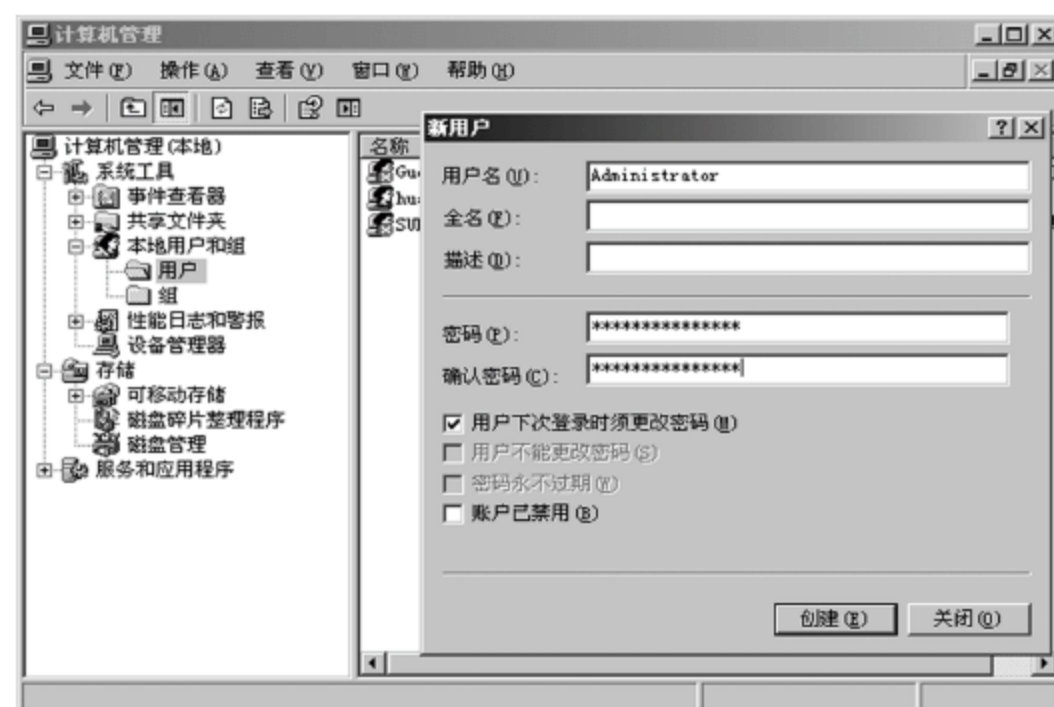 计算机管理
文件(F) 操作(A) 查看(V) 窗口(W) 帮助(H)
计算机管理(本地)
系统工具
事件查看器
共享文件夹
本地用户和组
用户
组
性能日志和警报
设备管理器
存储
可移动存储
磁盘碎片整理程序
磁盘管理
服务和应用程序
名称
Gu
hu
SU
新用户
用户名(U): Administrator
全名(F):
描述(D):
密码(P): ***************
确认密码(C): ***************
用户下次登录时须更改密码(M)
用户不能更改密码(S)
密码永不过期(W)
账户已禁用(B)
创建(E) 关闭(O)